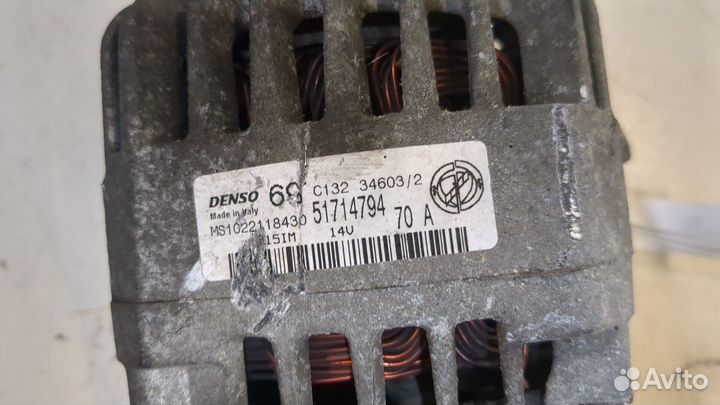 DENSO 69 C132 34603/2
Made in Italy
MS1022118430 51714794 70 A
15IM 14V
Avito